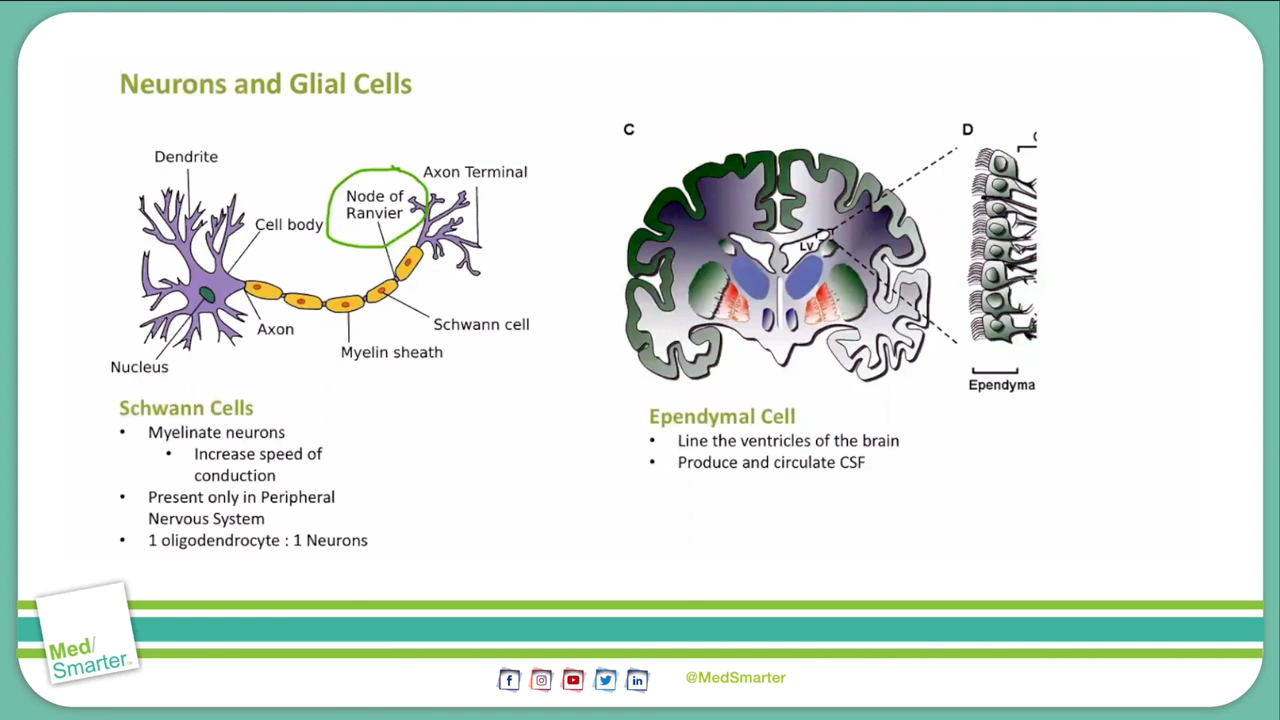 Neurons and Glial Cells
Dendrite
Node of
Ranvier
Axon Terminal
Cell body
Axon
Schwann cell
Myelin sheath
Nucleus
Schwann Cells
• Myelinate neurons
• Increase speed of
conduction
• Present only in Peripheral
Nervous System
• 1 oligodendrocyte : 1 Neurons
C
D
Lv
Ependyma
Ependymal Cell
• Line the ventricles of the brain
• Produce and circulate CSF
Med/
Smarter™
@MedSmarter